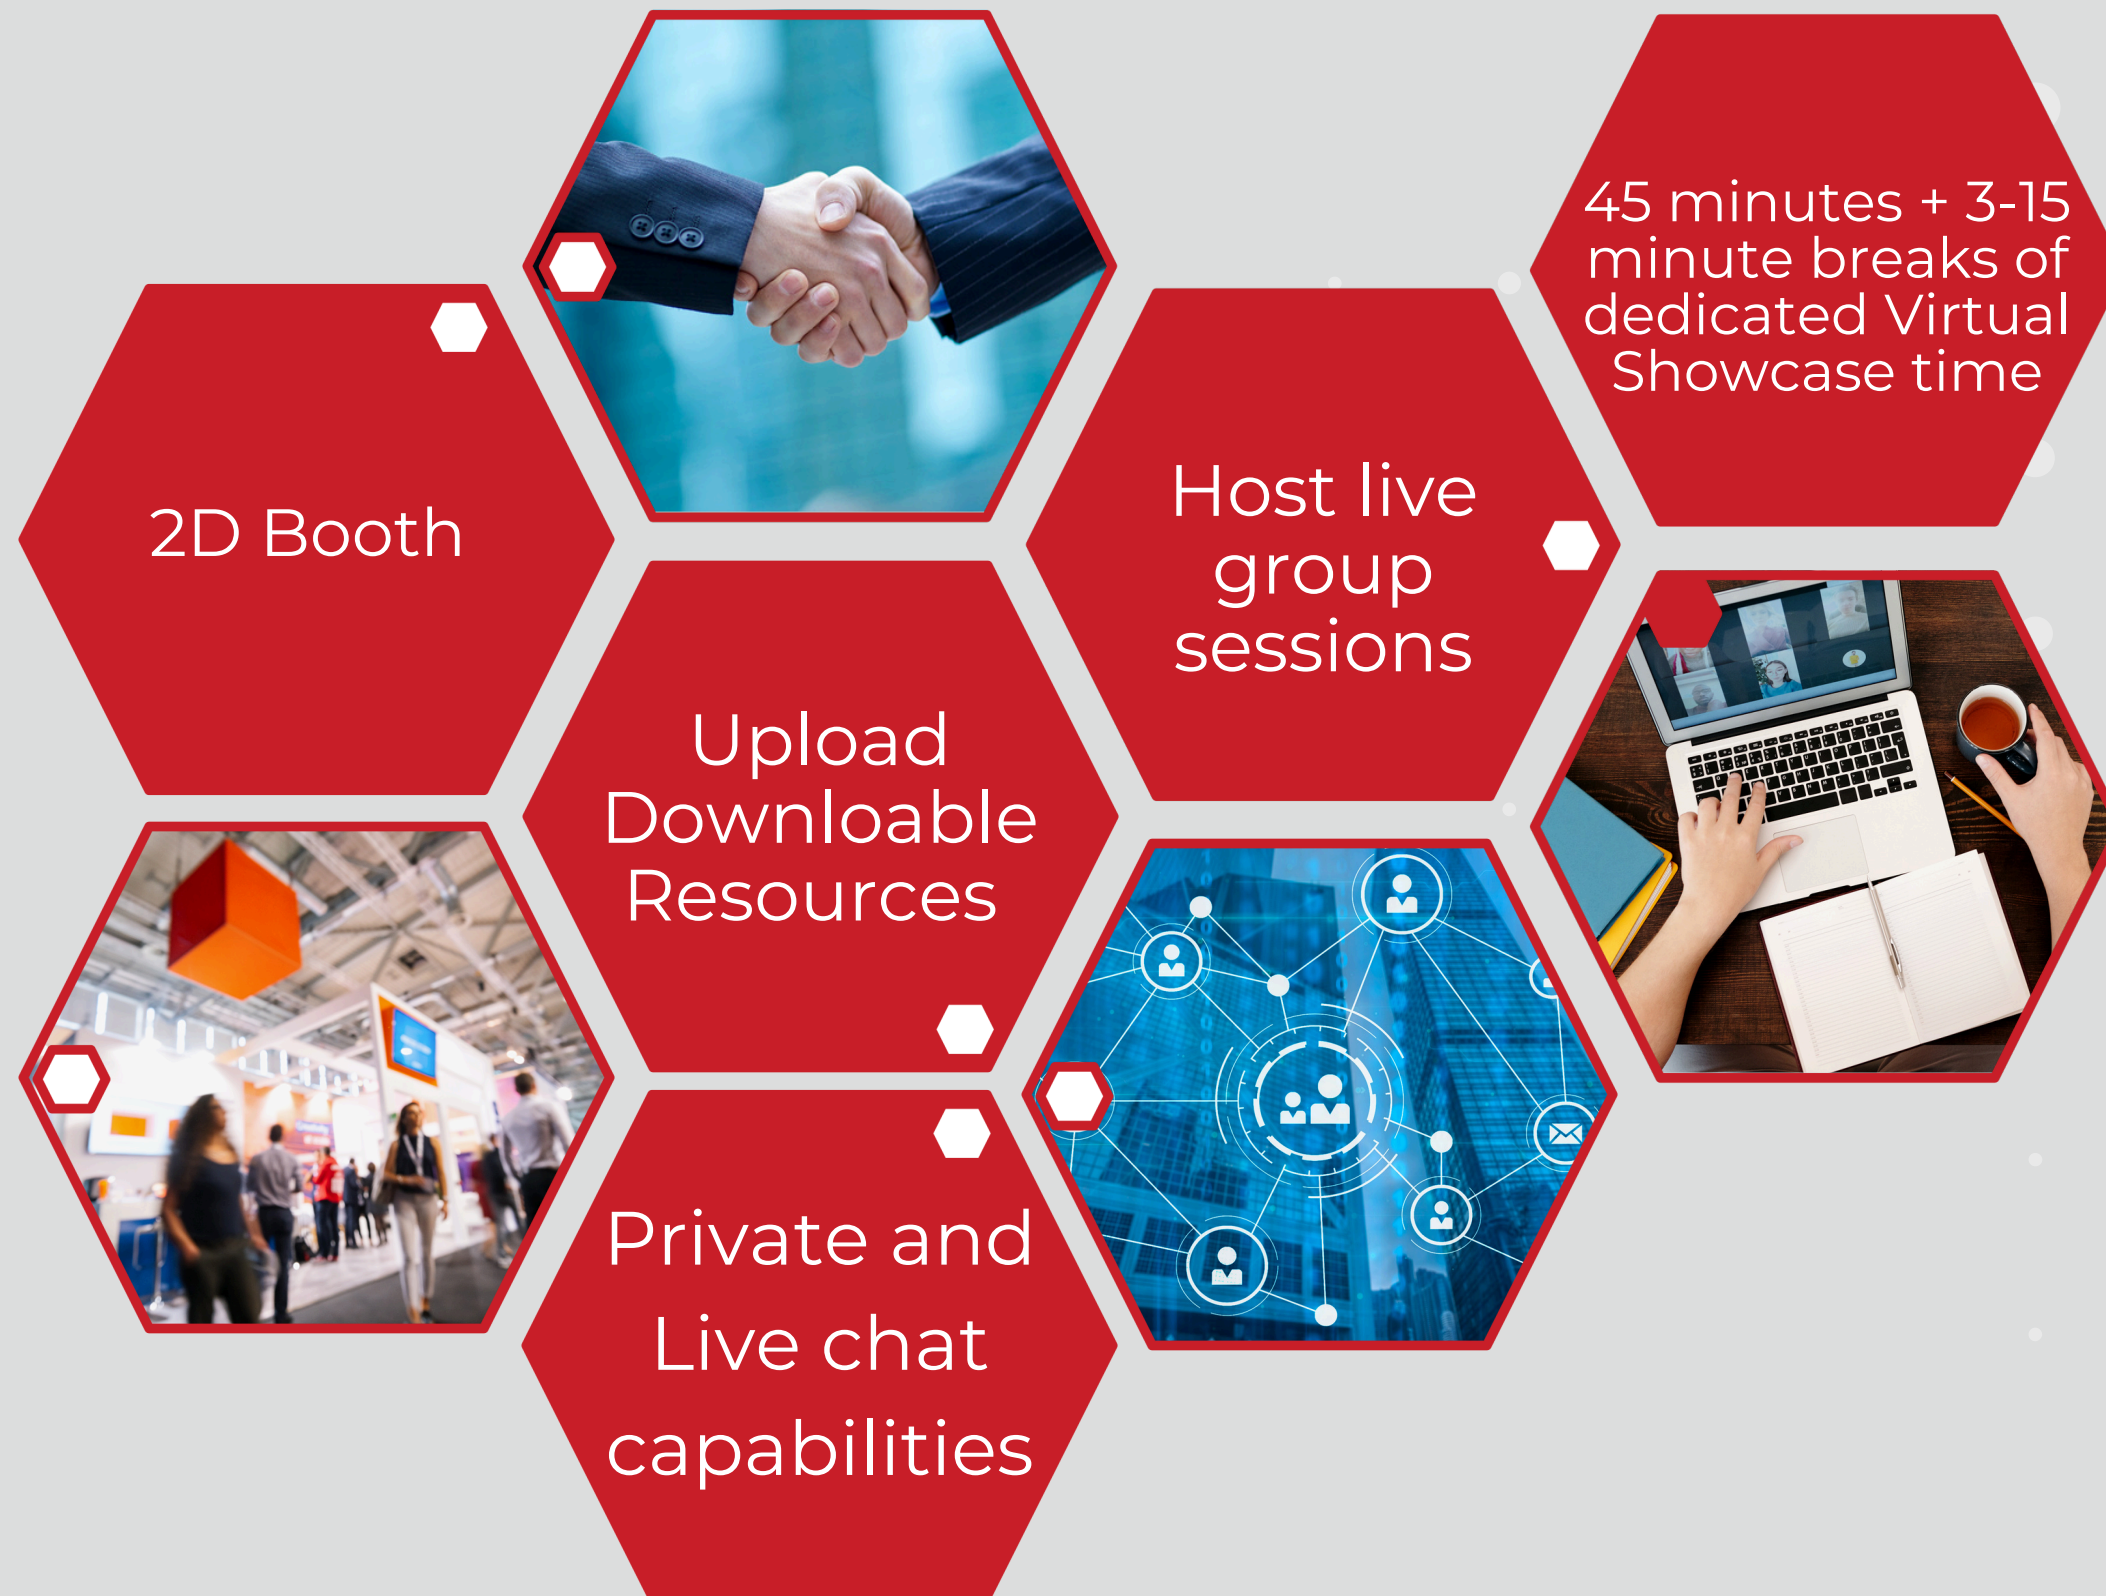 2D Booth
Upload
Downloable
Resources
Private and
Live chat
capabilities
Host live
group
sessions
45 minutes + 3-15
minute breaks of
dedicated Virtual
Showcase time